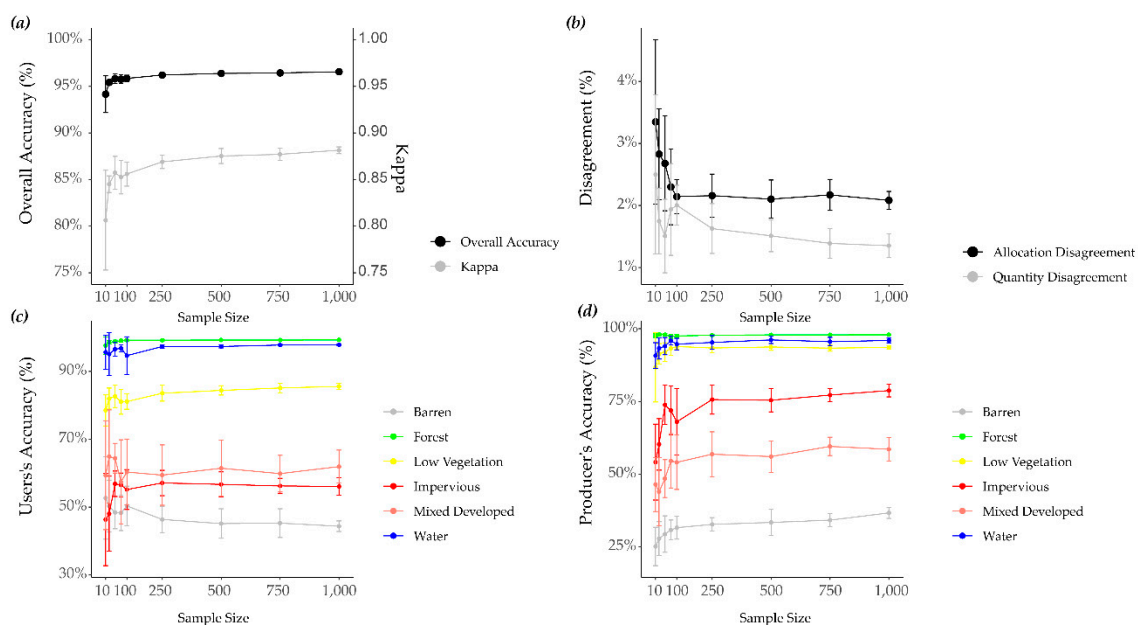 (a)
100%
95%
90%
85%
80%
75%
Overall Accuracy (%)
1.00
0.95
0.90
0.85
0.80
0.75
Kappa
10 100 250 500 750 1,000
Sample Size
Overall Accuracy
Kappa
(b)
4%
3%
2%
1%
Disagreement (%)
10 100 250 500 750 1,000
Sample Size
Allocation Disagreement
Quantity Disagreement
(c)
90%
70%
50%
30%
Users's Accuracy (%)
10 100 250 500 750 1,000
Sample Size
Barren
Forest
Low Vegetation
Impervious
Mixed Developed
Water
(d)
100%
75%
50%
25%
Producer's Accuracy (%)
10 100 250 500 750 1,000
Sample Size
Barren
Forest
Low Vegetation
Impervious
Mixed Developed
Water